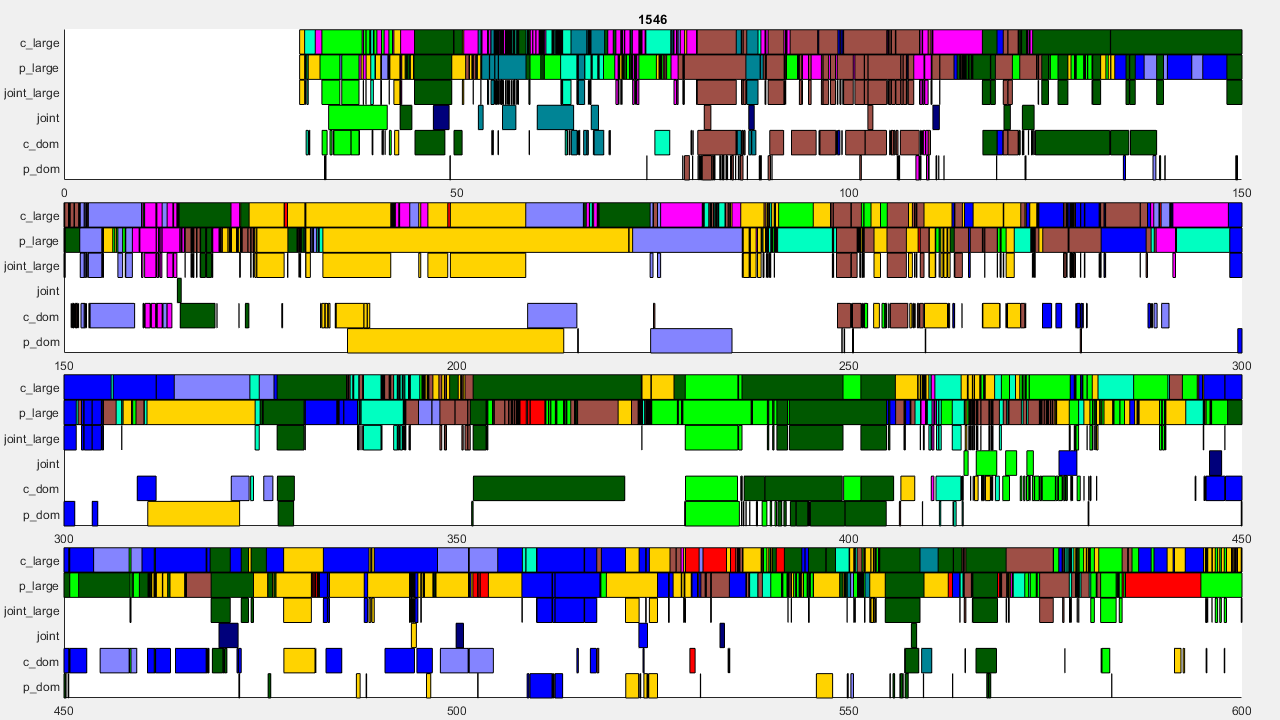 1546
c_large
p_large
joint_large
joint
c_dom
p_dom
0 50 100 150
c_large
p_large
joint_large
joint
c_dom
p_dom
150 200 250 300
c_large
p_large
joint_large
joint
c_dom
p_dom
300 350 400 450
c_large
p_large
joint_large
joint
c_dom
p_dom
450 500 550 600